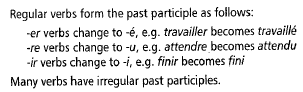 Regular verbs form the past participle as follows:
-er verbs change to -é, e.g. travailler becomes travaillé
-re verbs change to -u, e.g. attendre becomes attendu
-ir verbs change to -i, e.g. finir becomes fini
Many verbs have irregular past participles.